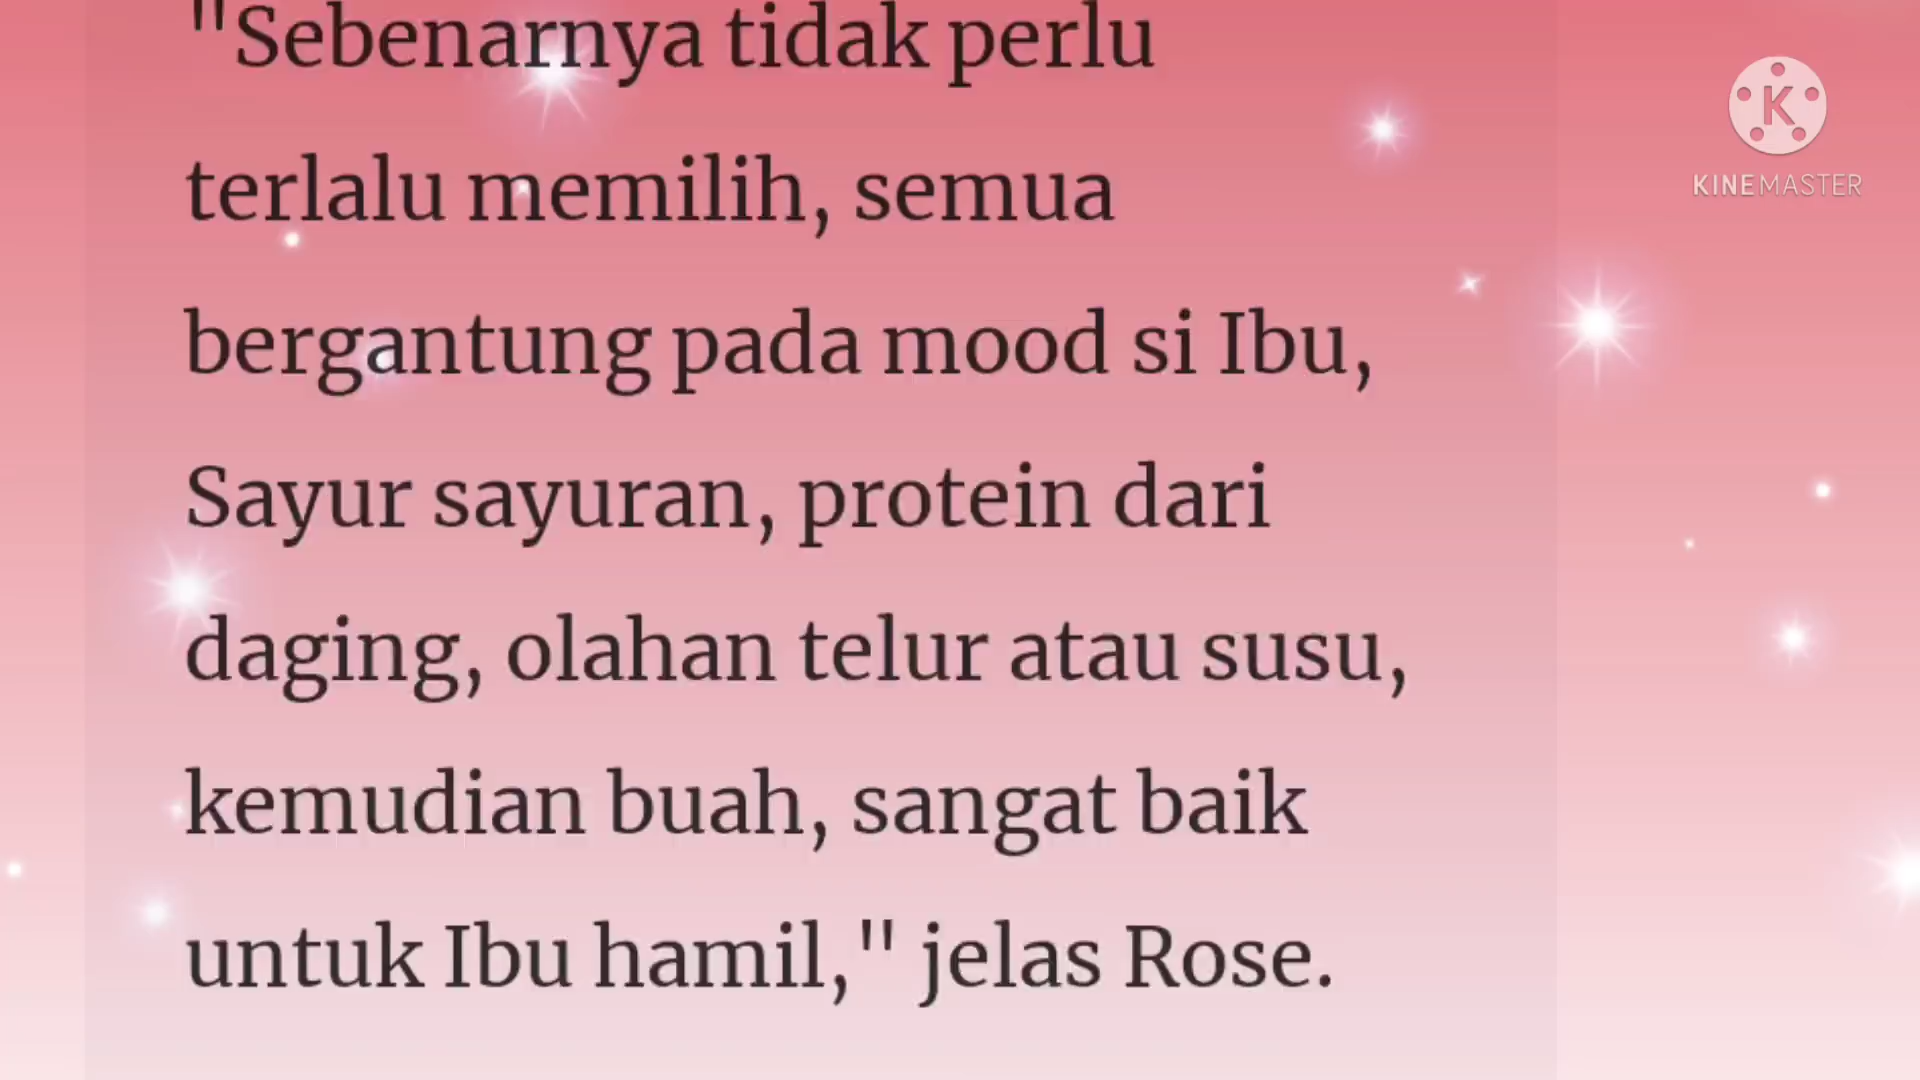 "Sebenarnya tidak perlu
terlalu memilih, semua
bergantung pada mood si Ibu,
Sayur sayuran, protein dari
daging, olahan telur atau susu,
kemudian buah, sangat baik
untuk Ibu hamil," jelas Rose.
K
KINEMASTER